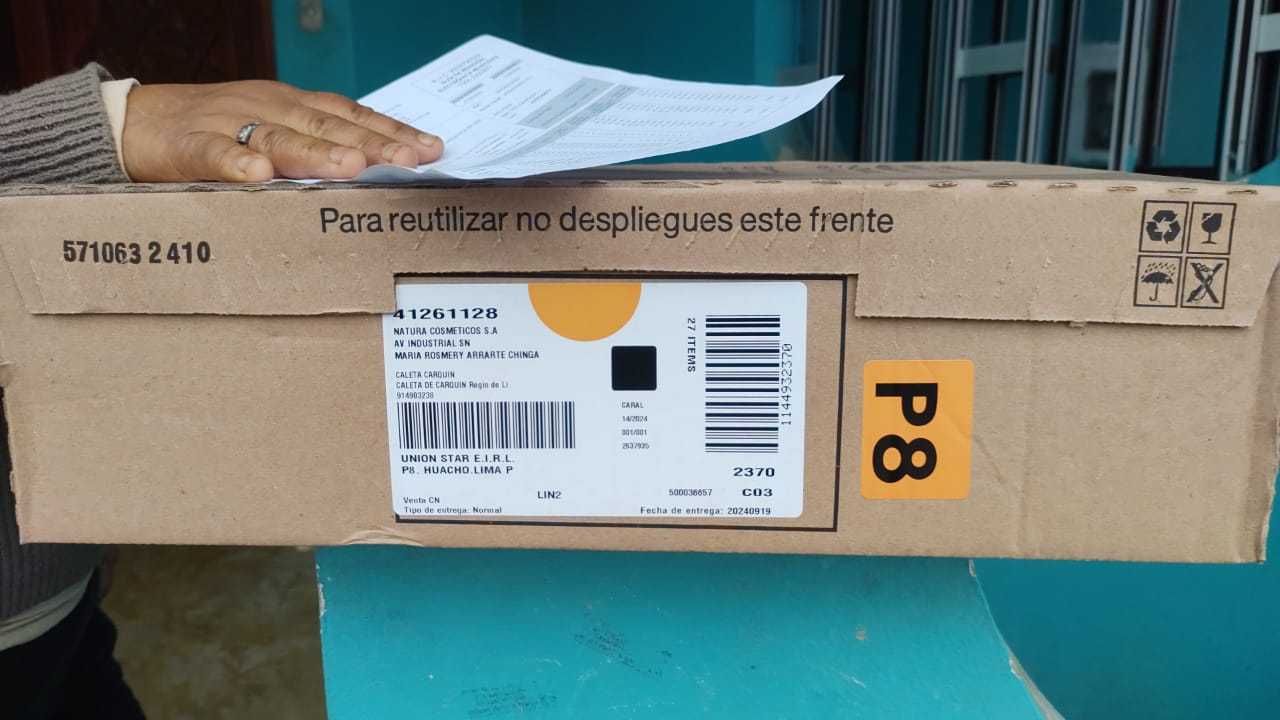 Para reutilizar no despliegues este frente
571063 2 410
41261128
NATURA COSMETICOS S.A
AV INDUSTRIAL SN
MARIA ROSMERY ARRARTE CHINGA
CALETA CARQUIN
CALETA DE CARQUIN Regio de Li
914903238
UNION STAR E.I.R.L.
P8. HUACHO.LIMA P
Venta CN
Tipo de entrega: Normal
LIN2
CARAL
14/2024
001/001
2637935
27 ITEMS
1144932370
2370
500036657
C03
Fecha de entrega: 20240919
P8